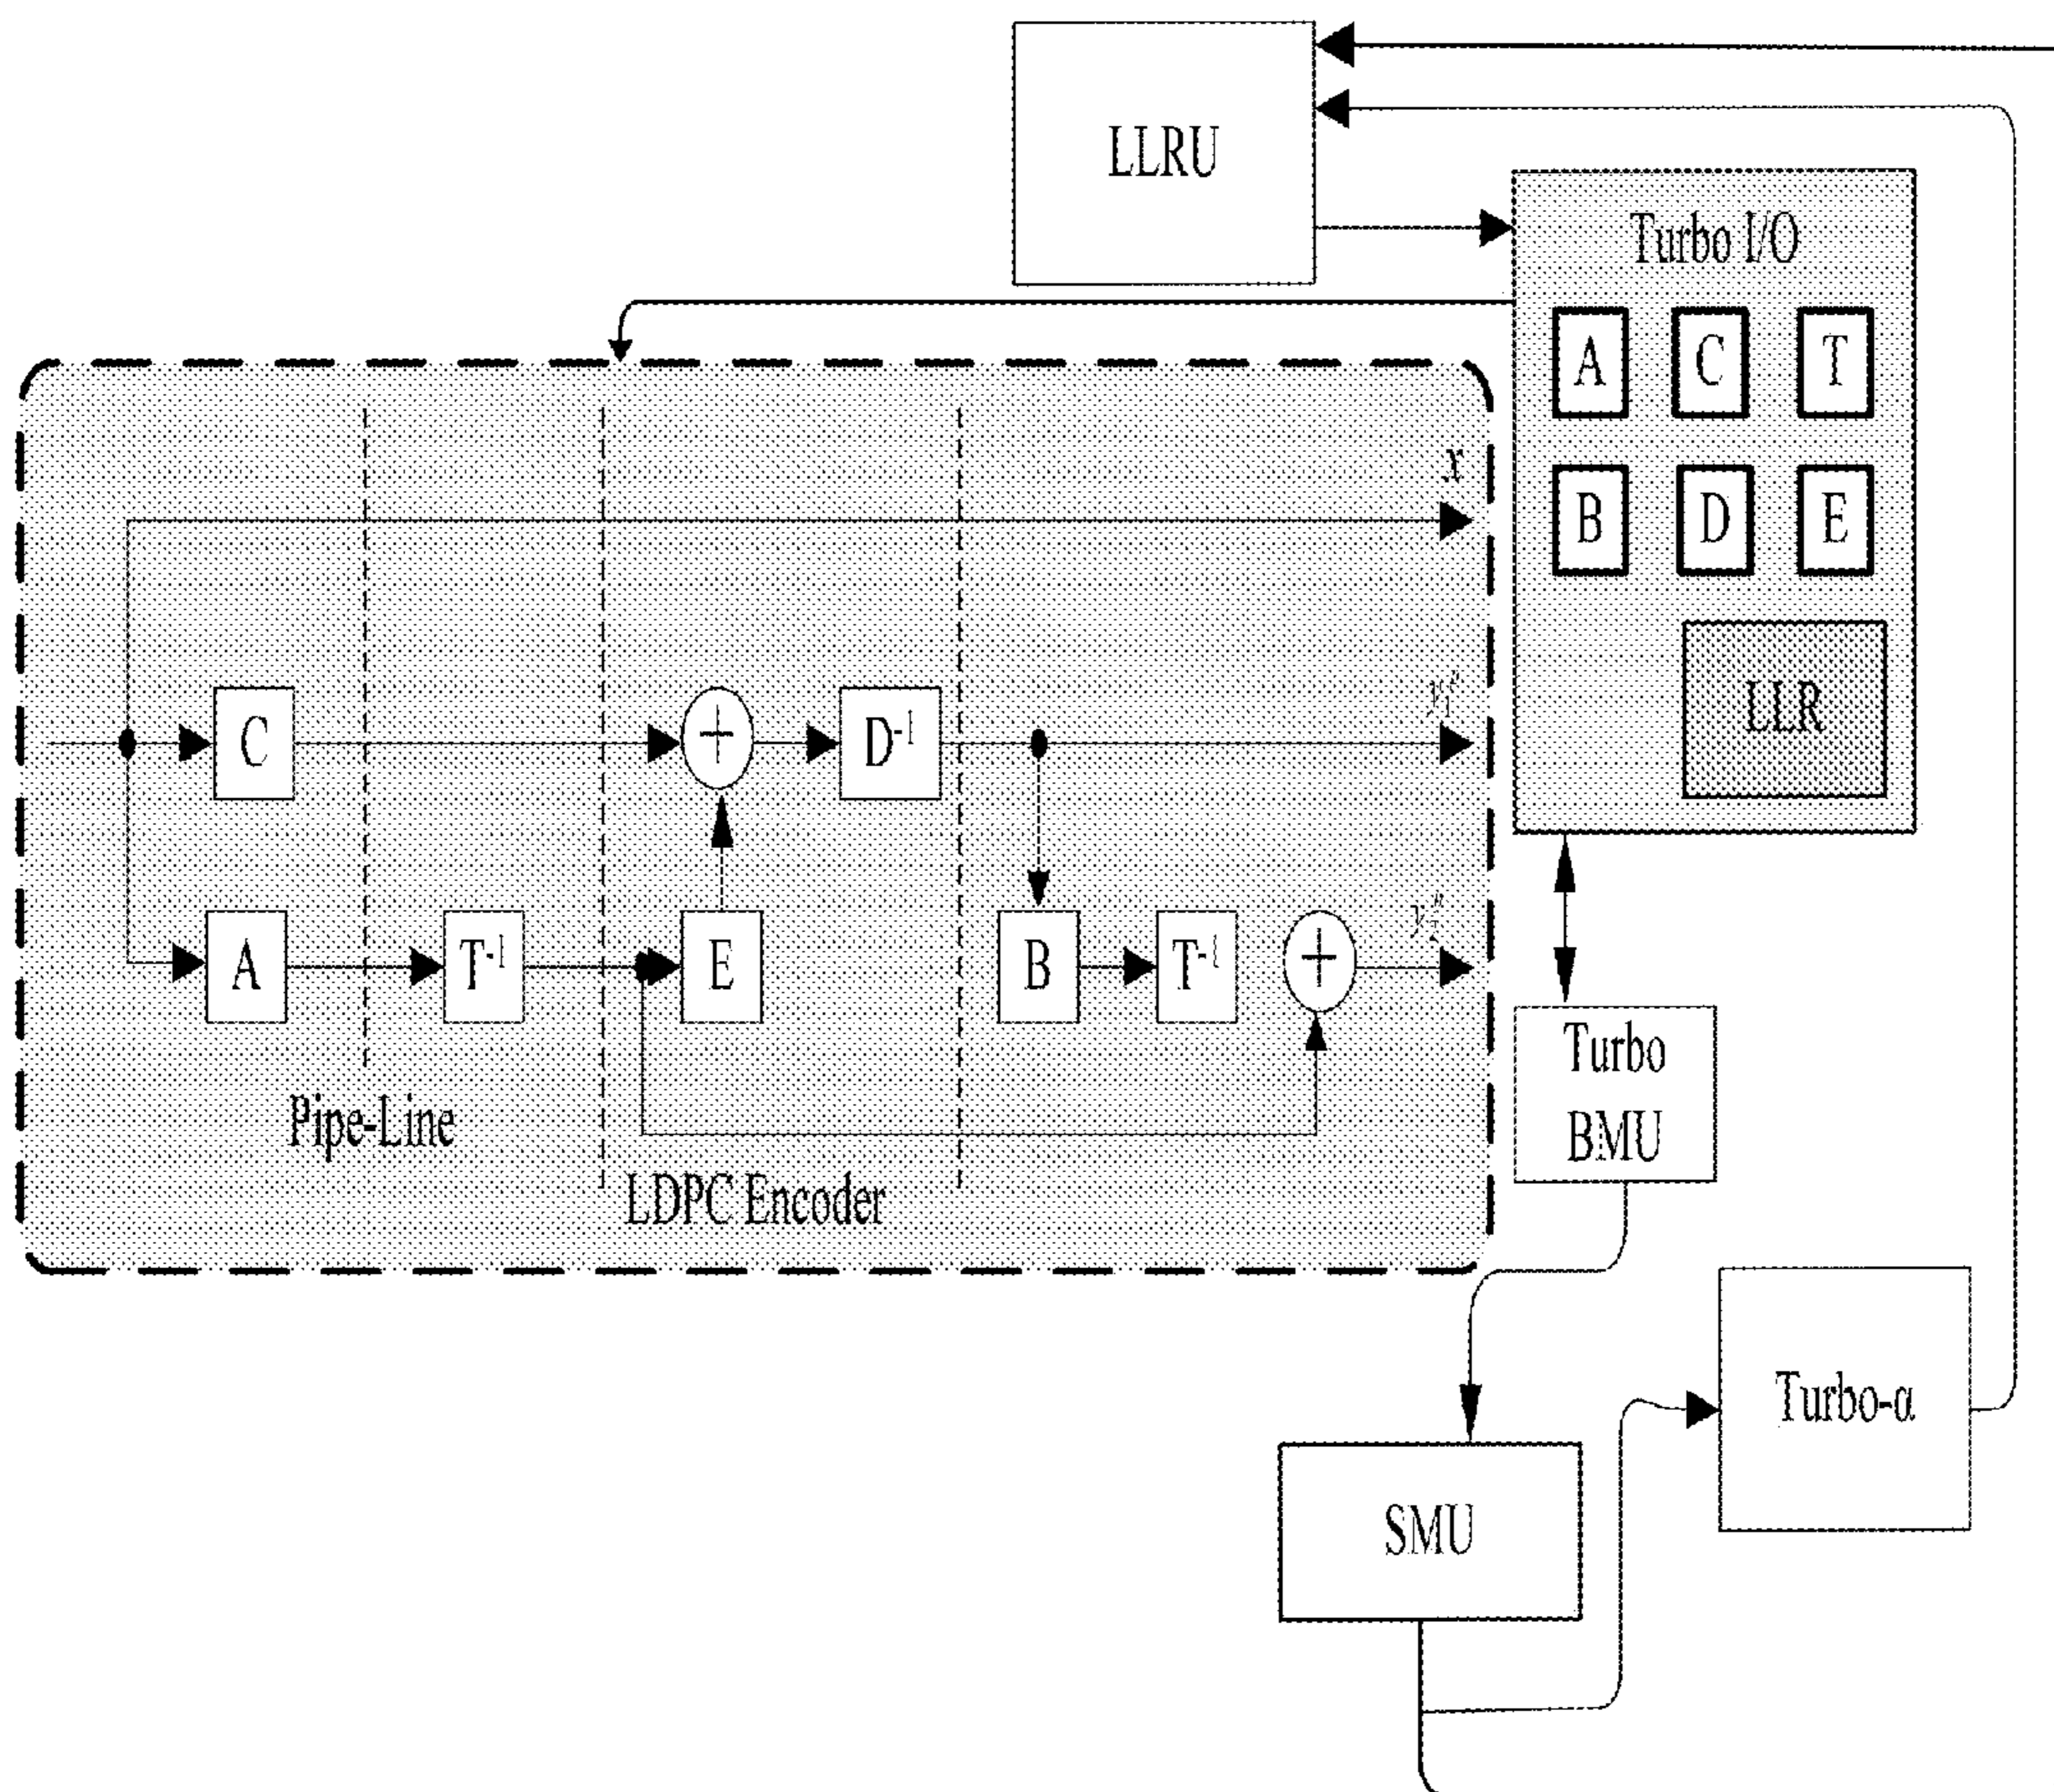 LLRU
Turbo I/O
A C T
B D E
LLR
x
C + D⁻¹
A T⁻¹ E B T⁻¹ +
Pipe-Line
LDPC Encoder
Turbo
BMU
Turbo-α
SMU